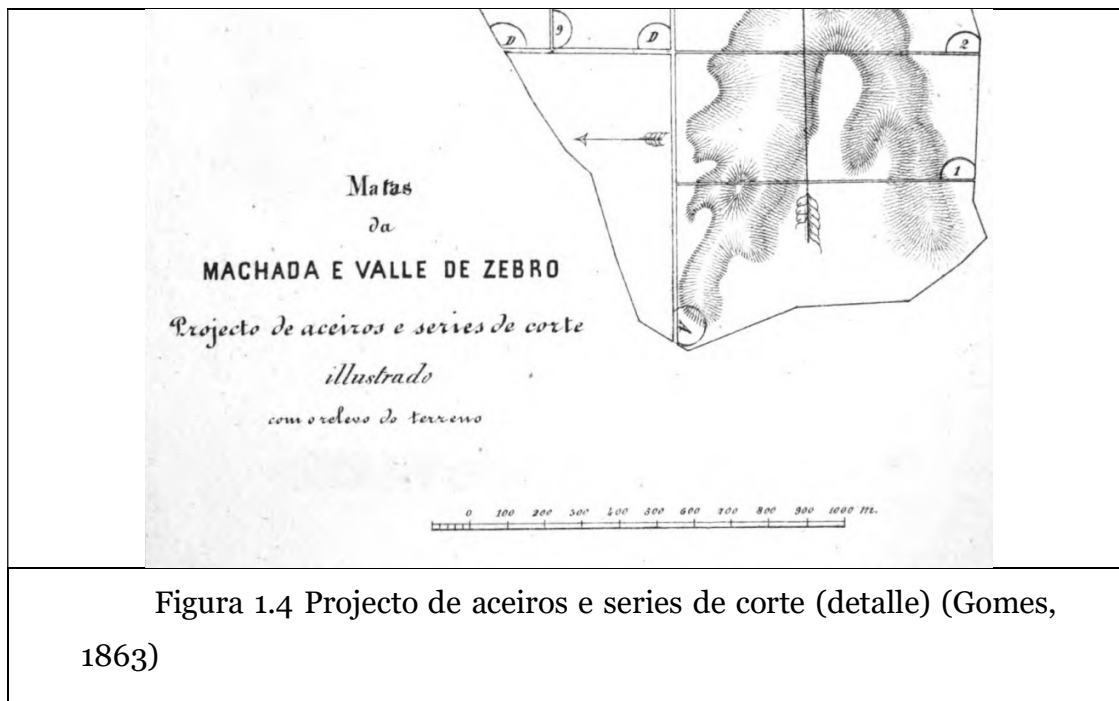 D 9 D 2
1
Matas
da
MACHADA E VALLE DE ZEBRO
Projecto de aceiros e series de corte
illustrado
com o relevo do terreno
A
0 100 200 300 400 500 600 700 800 900 1000 m.
Figura 1.4 Projecto de aceiros e series de corte (detalle) (Gomes,
1863)